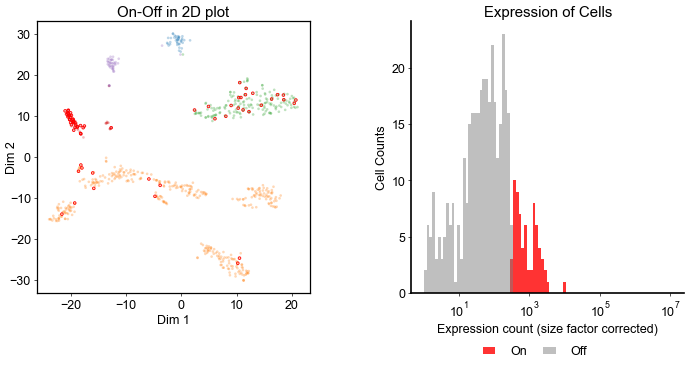 On-Off in 2D plot
30
20
10
0
−10
−20
−30
Dim 2
−20 −10 0 10 20
Dim 1
Expression of Cells
20
15
10
5
0
Cell Counts
10^1 10^3 10^5 10^7
Expression count (size factor corrected)
On Off